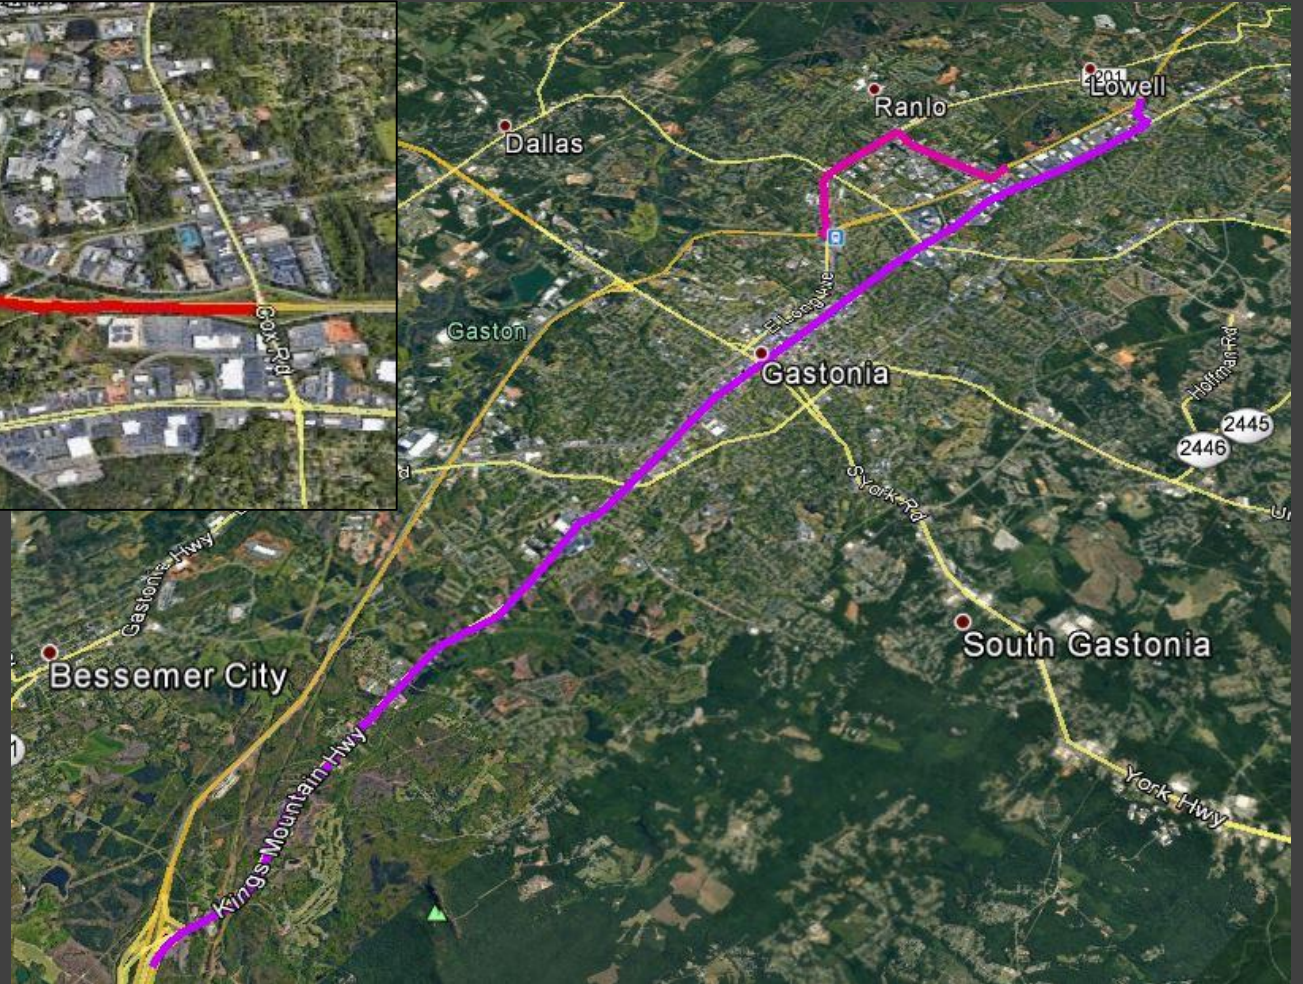 Cox Rd
Lowell
Ranlo
Dallas
E Long Ave
Gaston
Gastonia
Hoffman Rd
2445
2446
S York Rd
Gastonia Hwy
Bessemer City
South Gastonia
York Hwy
Kings Mountain Hwy